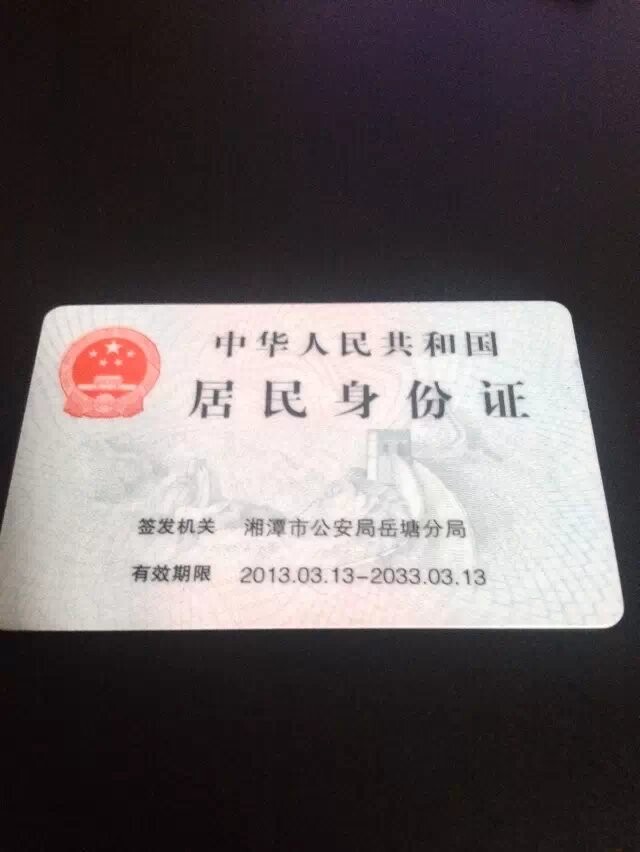 中华人民共和国
居民身份证
签发机关 湘潭市公安局岳塘分局
有效期限 2013.03.13-2033.03.13